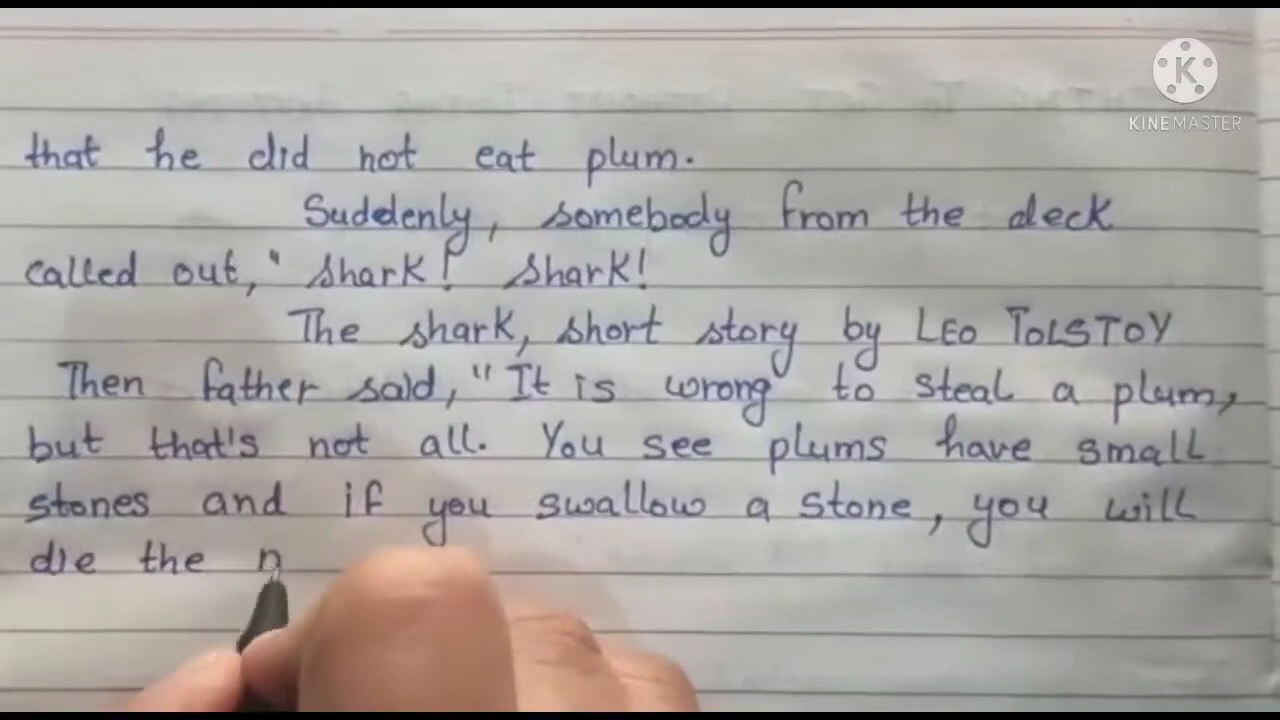 KINEMASTER
that he did not eat plum.
Suddenly, somebody from the deck
called out, " shark! shark!
The shark, short story by LEO TOLSTOY
Then father said, "It is wrong to steal a plum,
but that's not all. You see plums have small
stones and if you swallow a stone, you will
die the n